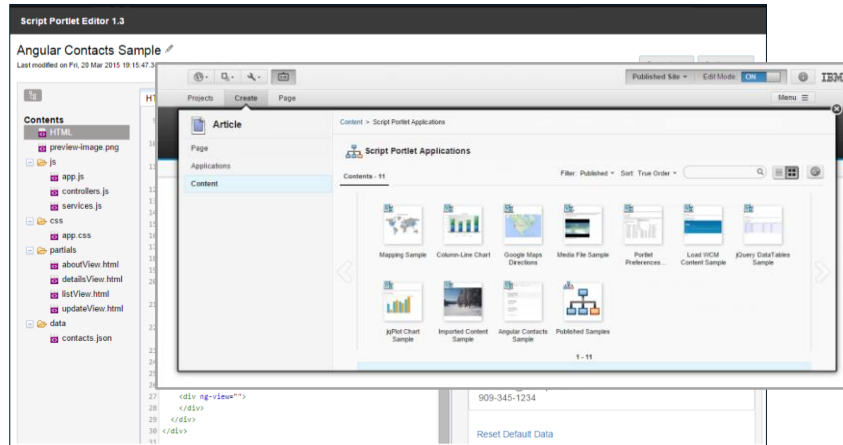 Script Portlet Editor 1.3
Angular Contacts Sample
Last modified on Fri, 20 Mar 2015 19:15:47.3
Published Site
Edit Mode: ON
IBM
Projects Create Page
Menu
Contents
HTML
preview-image.png
js
app.js
controllers.js
services.js
css
app.css
partials
aboutView.html
detailsView.html
listView.html
updateView.html
data
contacts.json
Article
Page
Applications
Content
Content > Script Portlet Applications
Script Portlet Applications
Contents - 11
Filter: Published
Sort: True Order
Mapping Sample
Column-Line Chart
Google Maps Directions
Media File Sample
Portlet Preferences...
Load WCM Content Sample
jQuery DataTables Sample
jqPlot Chart Sample
Imported Content Sample
Angular Contacts Sample
Published Samples
1 - 11
27 <div ng-view="">
28 </div>
29 </div>
30 </div>
31
909-345-1234
Reset Default Data